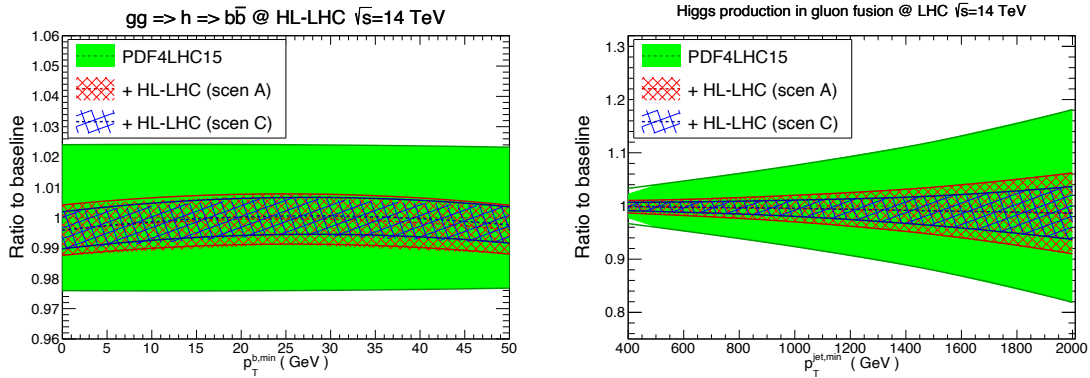 gg => h => bb̄ @ HL-LHC √s=14 TeV
Ratio to baseline
1.06
1.05
1.04
1.03
1.02
1.01
1
0.99
0.98
0.97
0.96
PDF4LHC15
+ HL-LHC (scen A)
+ HL-LHC (scen C)
0 5 10 15 20 25 30 35 40 45 50
p_T^{b,min} ( GeV )
Higgs production in gluon fusion @ LHC √s=14 TeV
Ratio to baseline
1.3
1.2
1.1
1
0.9
0.8
PDF4LHC15
+ HL-LHC (scen A)
+ HL-LHC (scen C)
400 600 800 1000 1200 1400 1600 1800 2000
p_T^{jet,min} ( GeV )